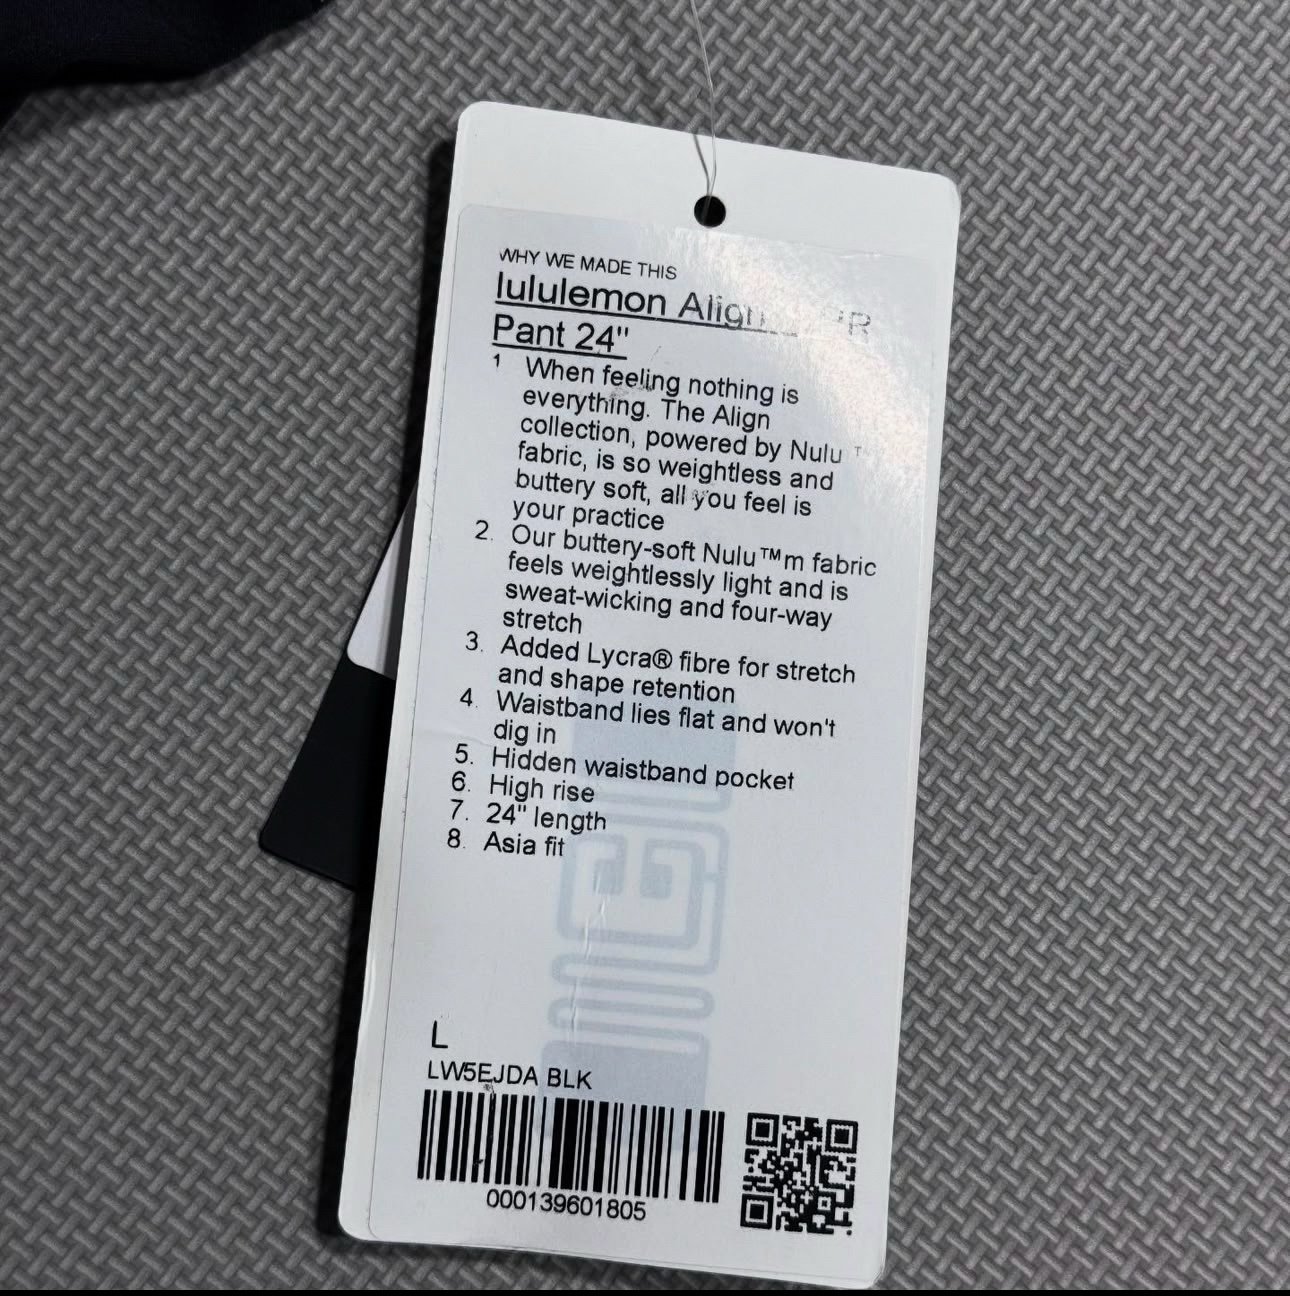 WHY WE MADE THIS
lululemon Align
Pant 24"
1 When feeling nothing is
everything. The Align
collection, powered by Nulu ™
fabric, is so weightless and
buttery soft, all you feel is
your practice
2. Our buttery-soft Nulu™m fabric
feels weightlessly light and is
sweat-wicking and four-way
stretch
3. Added Lycra® fibre for stretch
and shape retention
4. Waistband lies flat and won't
dig in
5. Hidden waistband pocket
6. High rise
7. 24" length
8. Asia fit
L
LW5EJDA BLK
000139601805